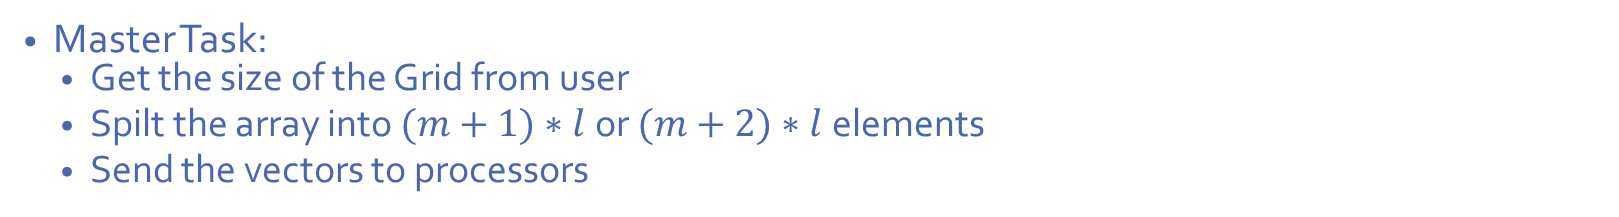 • Master Task:
• Get the size of the Grid from user
• Spilt the array into (m + 1) ∗ l or (m + 2) ∗ l elements
• Send the vectors to processors